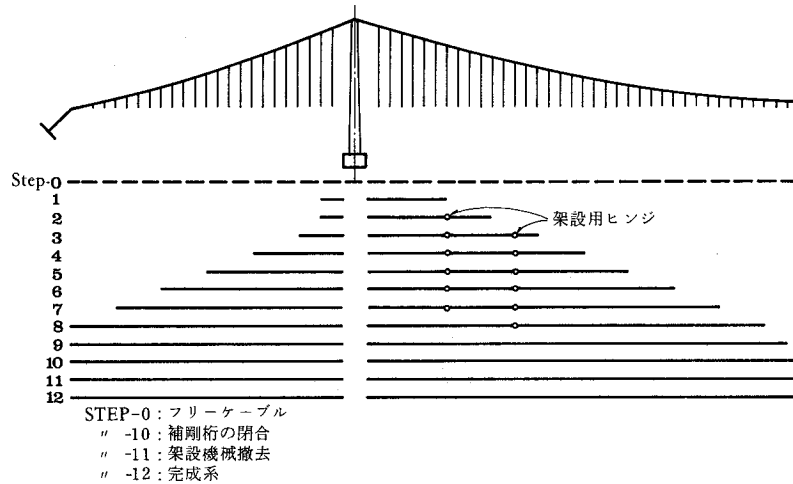 Step-0
1
2
架設用ヒンジ
3
4
5
6
7
8
9
10
11
12
STEP-0：フリーケーブル
〃 -10：補剛桁の閉合
〃 -11：架設機械撤去
〃 -12：完成系